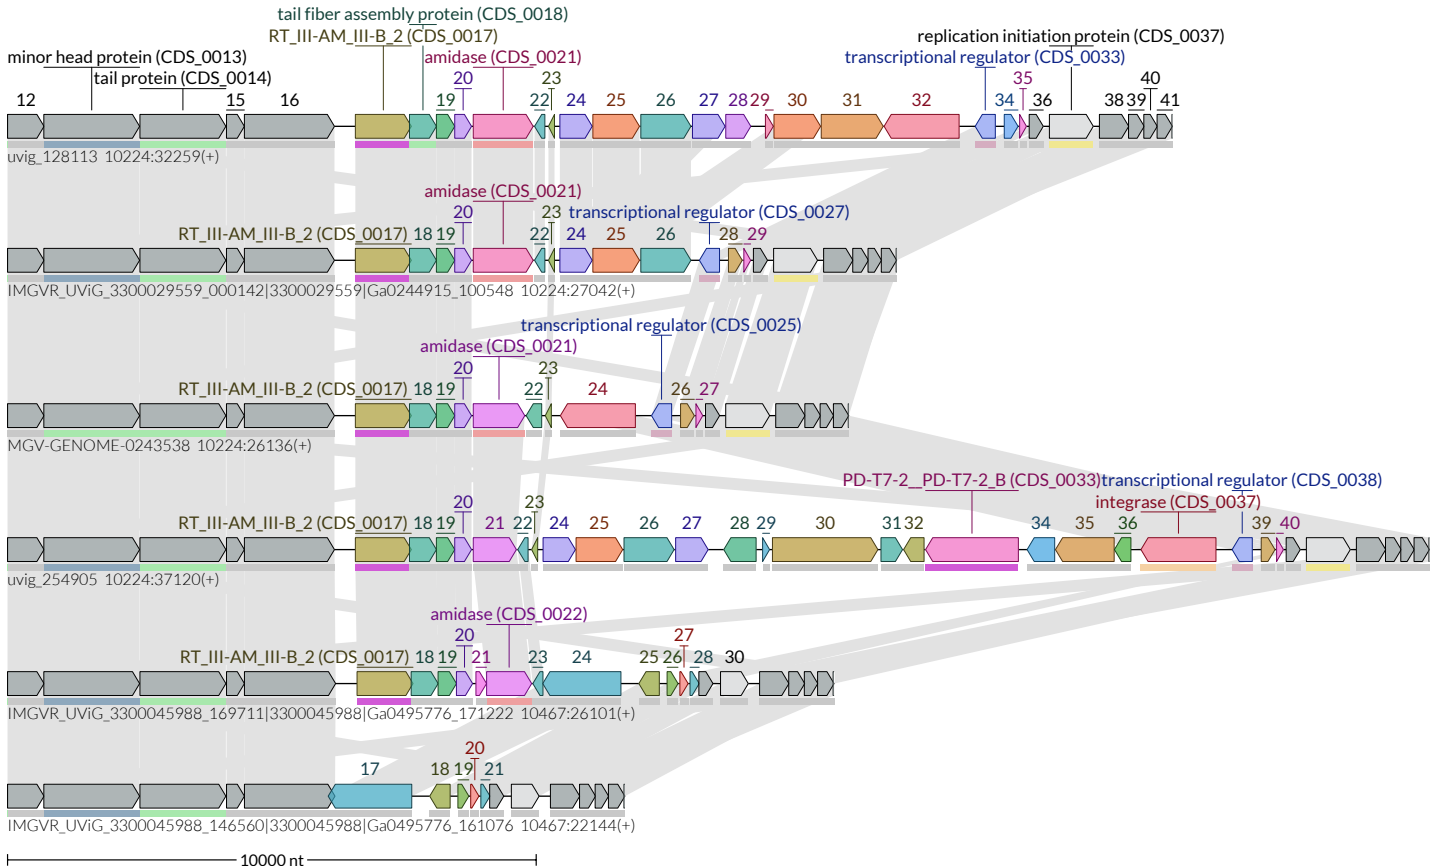 tail fiber assembly protein (CDS_0018)
RT_III-AM_III-B_2 (CDS_0017)
replication initiation protein (CDS_0037)
minor head protein (CDS_0013)
amidase (CDS_0021)
transcriptional regulator (CDS_0033)
tail protein (CDS_0014)
20
23
35
40
12
15
16
19
22
24
25
26
27
28
29
30
31
32
34
36
38
39
41
uvig_128113 10224:32259(+)
amidase (CDS_0021)
20
23
transcriptional regulator (CDS_0027)
RT_III-AM_III-B_2 (CDS_0017)
18
19
22
24
25
26
28
29
IMGVR_UViG_3300029559_000142|3300029559|Ga0244915_100548 10224:27042(+)
transcriptional regulator (CDS_0025)
amidase (CDS_0021)
20
23
RT_III-AM_III-B_2 (CDS_0017)
18
19
22
24
26
27
MGV-GENOME-0243538 10224:26136(+)
PD-T7-2__PD-T7-2_B (CDS_0033)
transcriptional regulator (CDS_0038)
20
23
integrase (CDS_0037)
RT_III-AM_III-B_2 (CDS_0017)
18
19
21
22
24
25
26
27
28
29
30
31
32
34
35
36
39
40
uvig_254905 10224:37120(+)
amidase (CDS_0022)
20
27
RT_III-AM_III-B_2 (CDS_0017)
18
19
21
23
24
25
26
28
30
IMGVR_UViG_3300045988_169711|3300045988|Ga0495776_171222 10467:26101(+)
20
17
18
19
21
IMGVR_UViG_3300045988_146560|3300045988|Ga0495776_161076 10467:22144(+)
10000 nt